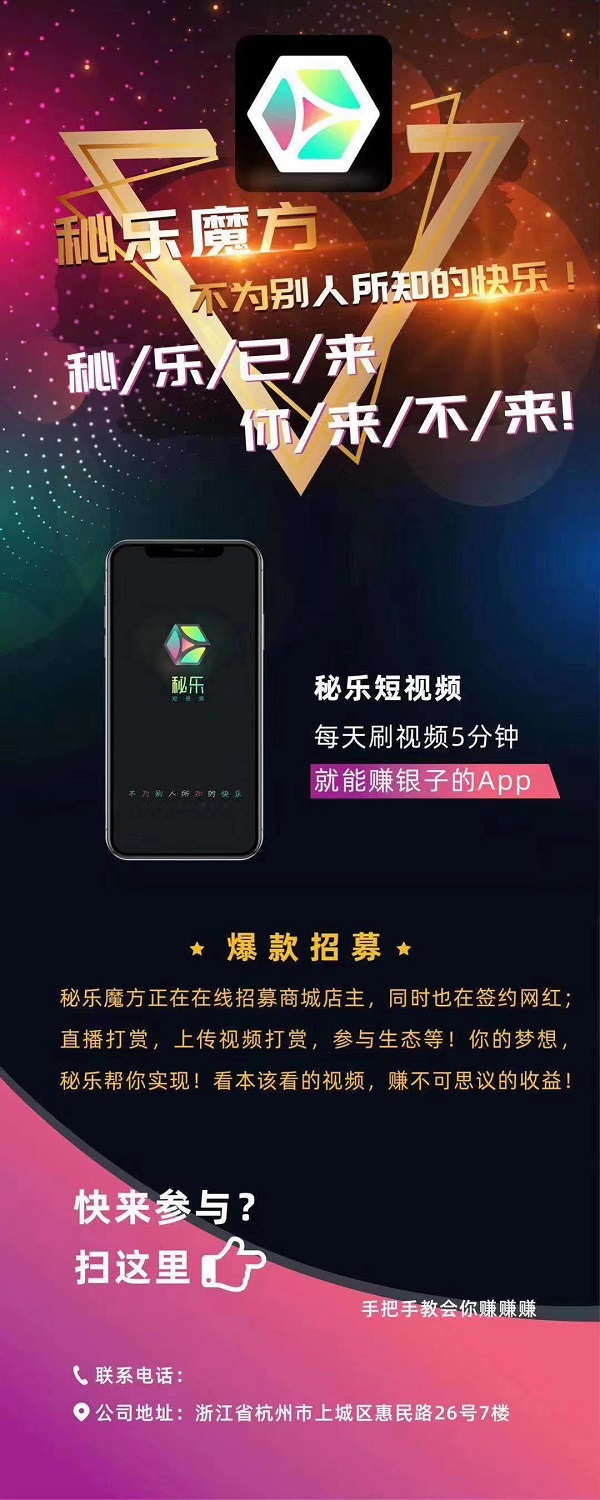 秘乐魔方
不为别人所知的快乐！
秘/乐/已/来
你/来/不/来!
秘乐
短视频
不为别人所知的快乐
秘乐短视频
每天刷视频5分钟
就能赚银子的App
爆款招募
秘乐魔方正在在线招募商城店主，同时也在签约网红；
直播打赏，上传视频打赏，参与生态等！你的梦想，
秘乐帮你实现！看本该看的视频，赚不可思议的收益！
快来参与？
扫这里
手把手教会你赚赚赚
联系电话：
公司地址：浙江省杭州市上城区惠民路26号7楼